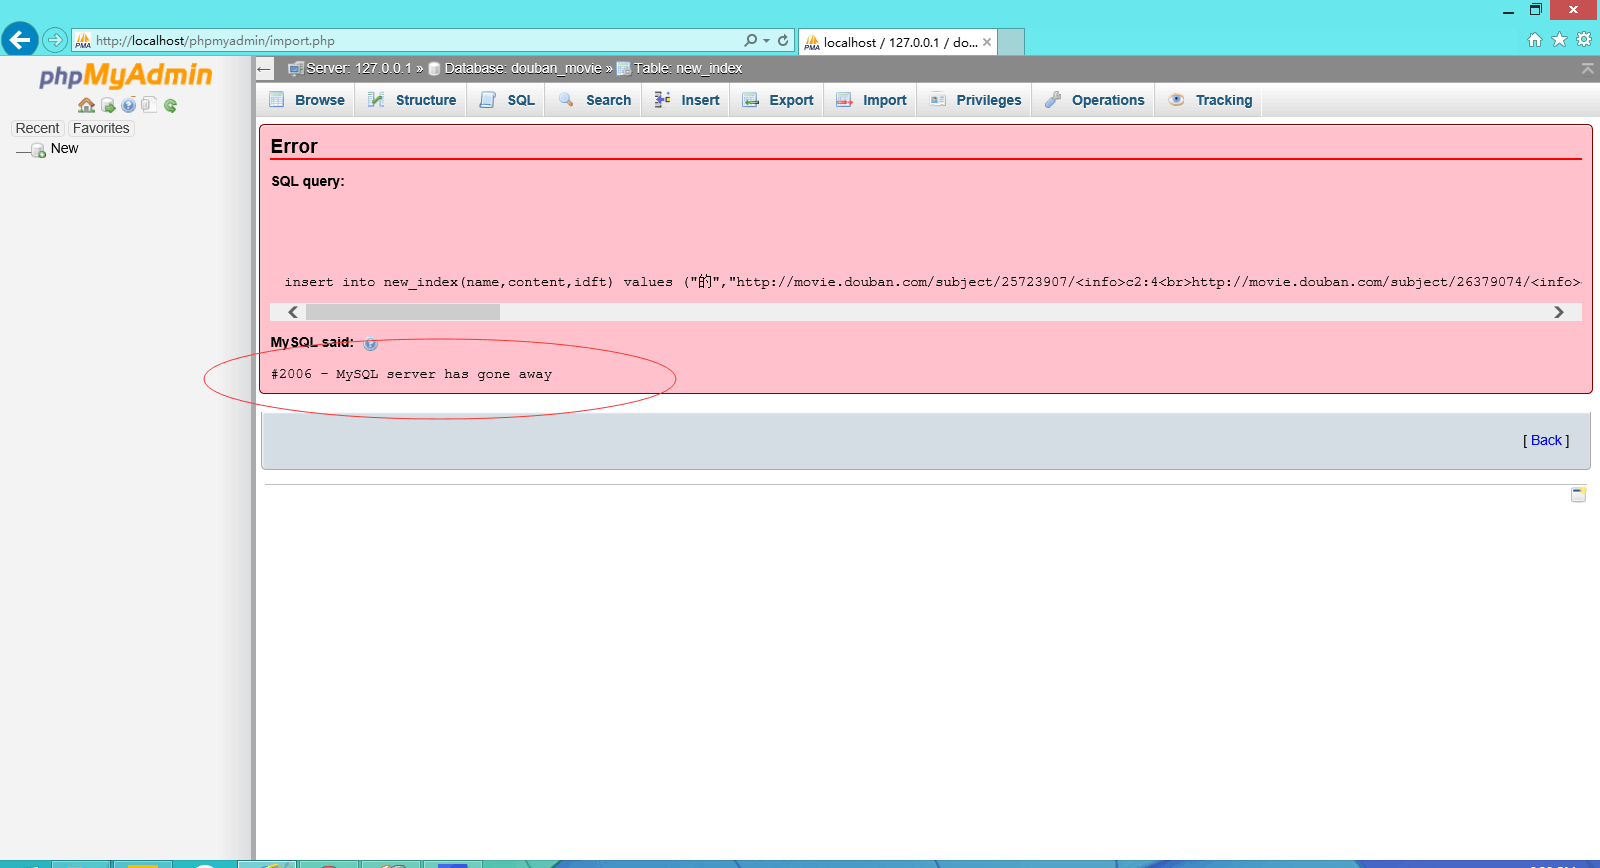 http://localhost/phpmyadmin/import.php
localhost / 127.0.0.1 / do...
phpMyAdmin
Recent Favorites
New
Server: 127.0.0.1 » Database: douban_movie » Table: new_index
Browse Structure SQL Search Insert Export Import Privileges Operations Tracking
Error
SQL query:
insert into new_index(name,content,idft) values ("的","http://movie.douban.com/subject/25723907/<info>c2:4<br>http://movie.douban.com/subject/26379074/<info>
MySQL said:
#2006 - MySQL server has gone away
[ Back ]